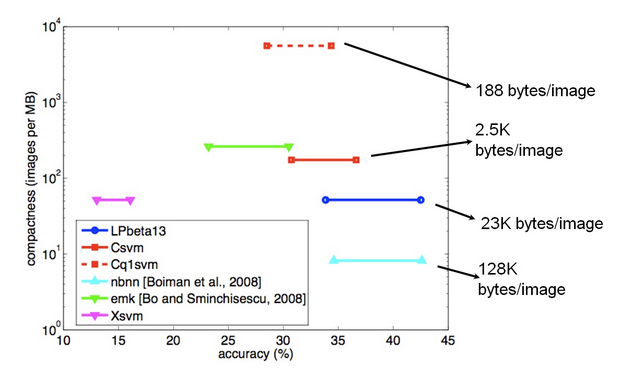 10^4
10^3
10^2
10^1
10^0
compactness (images per MB)
10 15 20 25 30 35 40 45
accuracy (%)
LPbeta13
Csvm
Cq1svm
nbnn [Boiman et al., 2008]
emk [Bo and Sminchisescu, 2008]
Xsvm
188 bytes/image
2.5K
bytes/image
23K bytes/image
128K
bytes/image